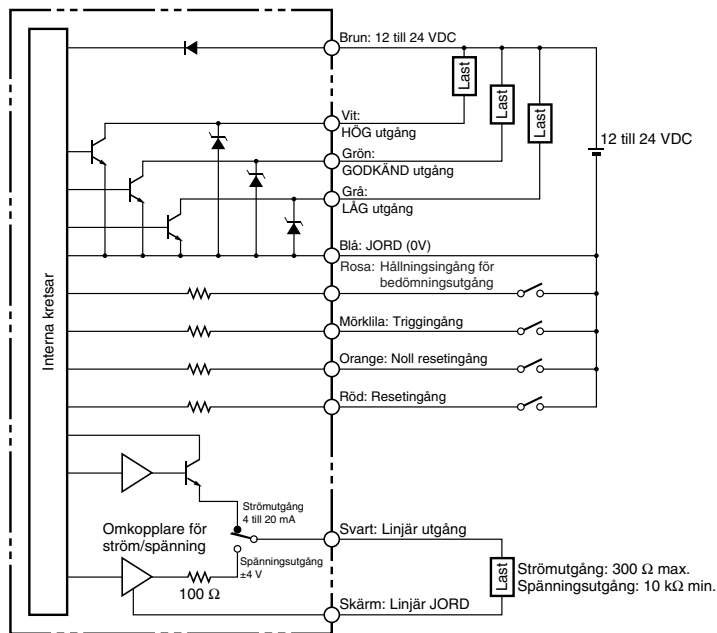 Brun: 12 till 24 VDC
Last
Last
Last
Vit:
HÖG utgång
12 till 24 VDC
Grön:
GODKÄND utgång
Grå:
LÅG utgång
Blå: JORD (0V)
Rosa: Hållningsingång för
bedömningsutgång
Interna kretsar
Mörklila: Triggingång
Orange: Noll resetingång
Röd: Resetingång
Strömutgång
4 till 20 mA
Omkopplare för
ström/spänning
Svart: Linjär utgång
Spänningsutgång
±4 V
100 Ω
Last
Strömutgång: 300 Ω max.
Spänningsutgång: 10 kΩ min.
Skärm: Linjär JORD